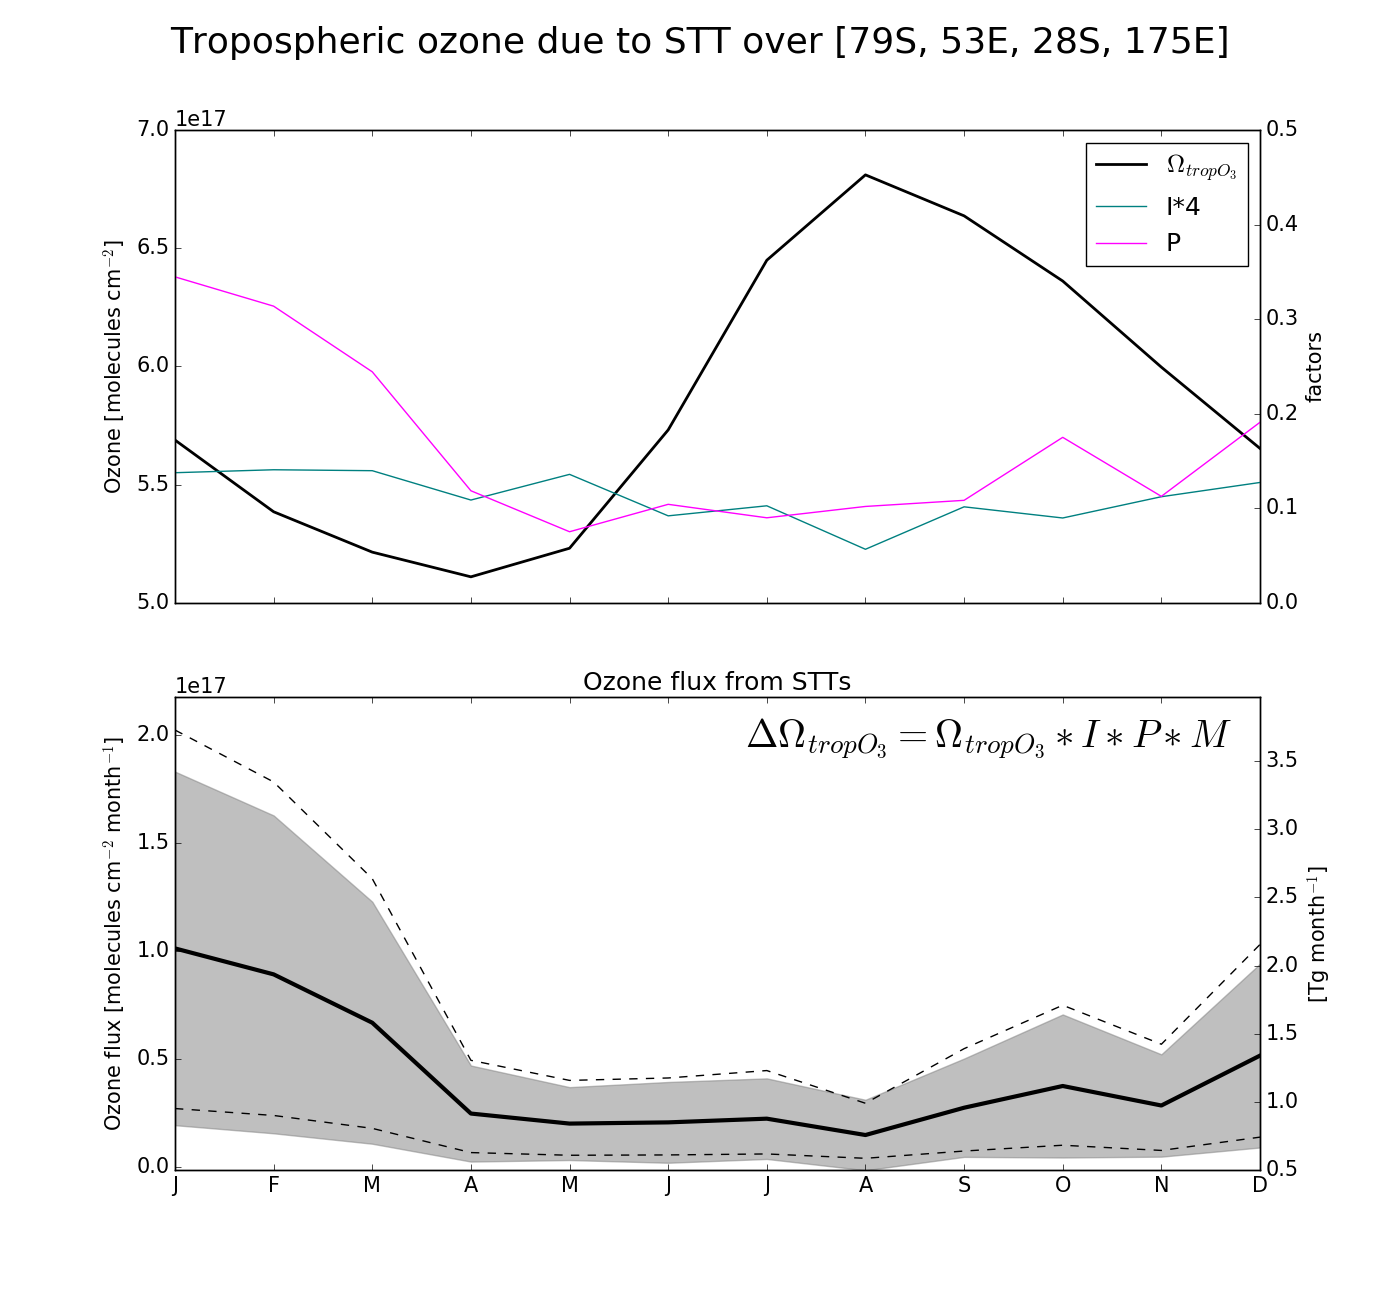 Tropospheric ozone due to STT over [79S, 53E, 28S, 175E]
1e17
7.0
6.5
6.0
5.5
5.0
Ozone [molecules cm⁻²]
0.5
0.4
0.3
0.2
0.1
0.0
factors
Ω_tropO₃
I*4
P
Ozone flux from STTs
1e17
2.0
1.5
1.0
0.5
0.0
Ozone flux [molecules cm⁻² month⁻¹]
ΔΩ_tropO₃ = Ω_tropO₃ * I * P * M
3.5
3.0
2.5
2.0
1.5
1.0
0.5
[Tg month⁻¹]
J F M A M J J A S O N D